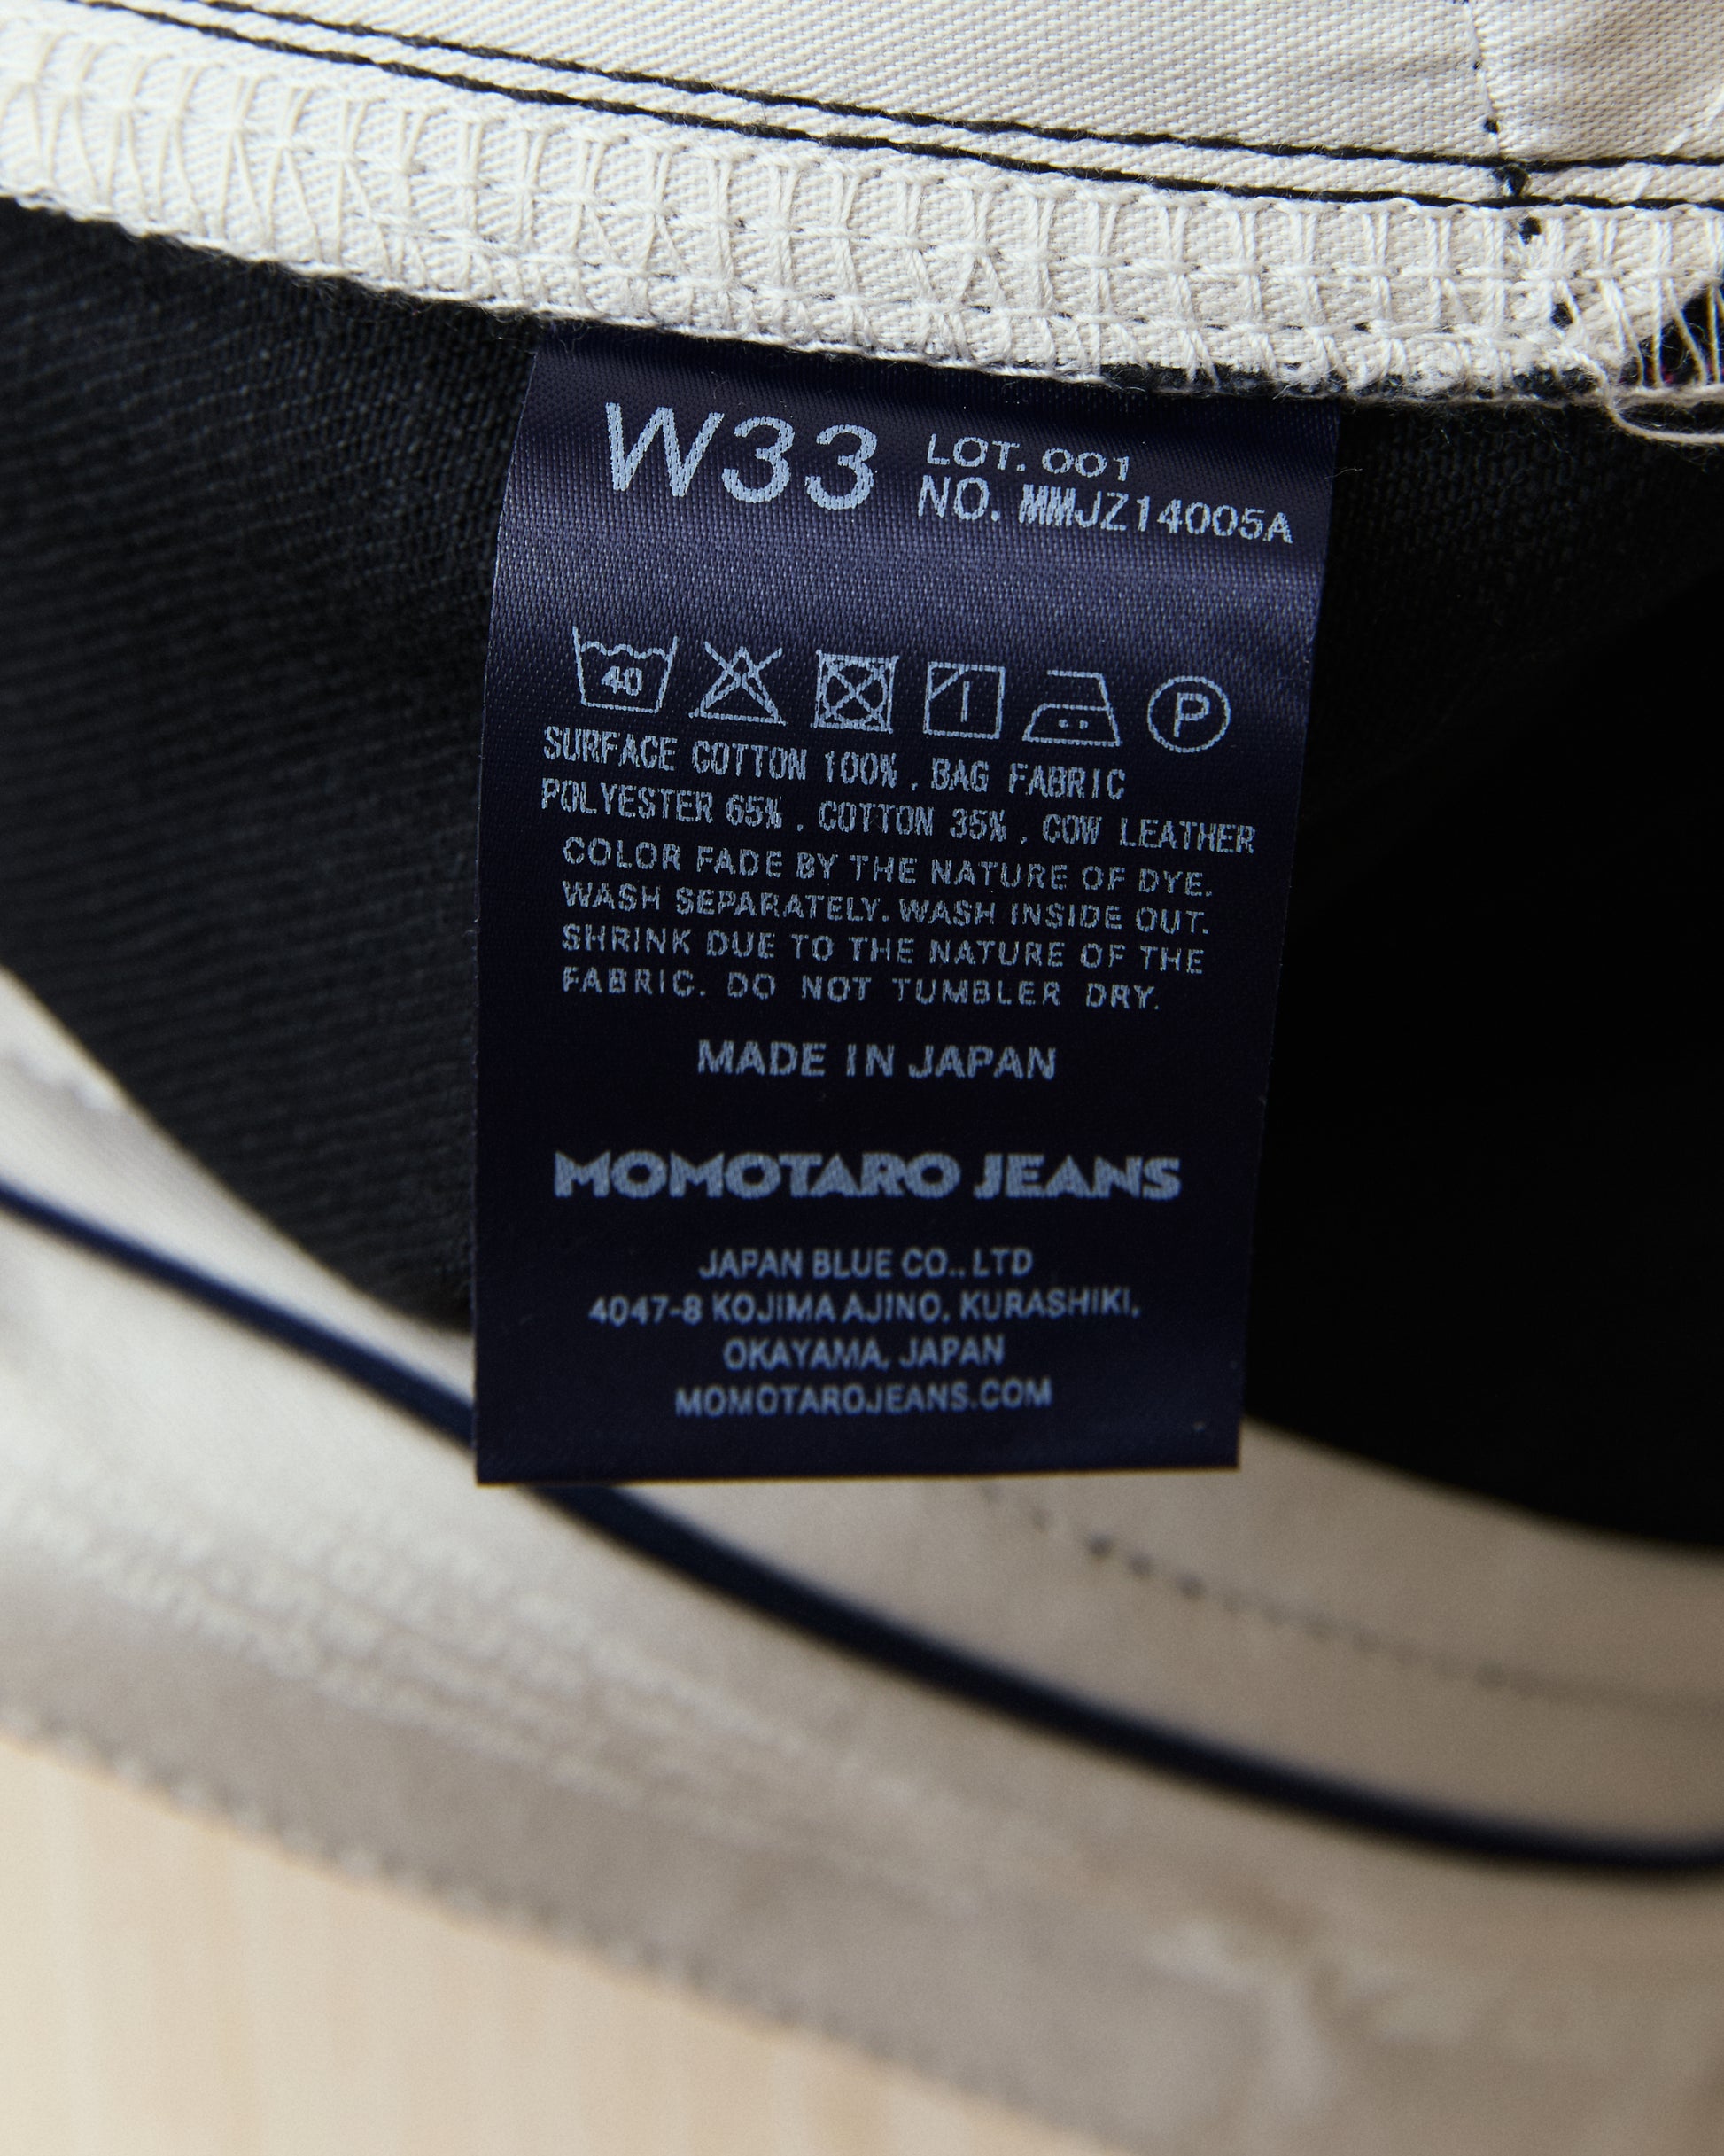 W33
LOT. 001
NO. MMJZ14005A
40
P
SURFACE COTTON 100% , BAG FABRIC
POLYESTER 65% , COTTON 35% , COW LEATHER
COLOR FADE BY THE NATURE OF DYE.
WASH SEPARATELY. WASH INSIDE OUT.
SHRINK DUE TO THE NATURE OF THE
FABRIC. DO NOT TUMBLER DRY.
MADE IN JAPAN
MOMOTARO JEANS
JAPAN BLUE CO., LTD
4047-8 KOJIMA AJINO, KURASHIKI,
OKAYAMA, JAPAN
MOMOTAROJEANS.COM